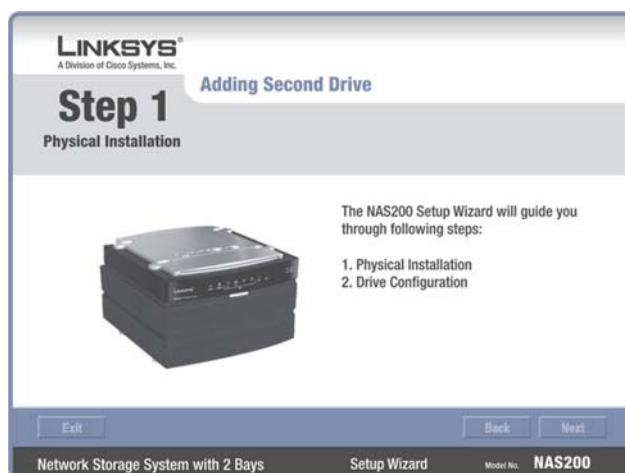 LINKSYS®
A Division of Cisco Systems, Inc.
Adding Second Drive
Step 1
Physical Installation
The NAS200 Setup Wizard will guide you
through following steps:
1. Physical Installation
2. Drive Configuration
LINKSYS
Exit
Back
Next
Network Storage System with 2 Bays
Setup Wizard
Model No.
NAS200